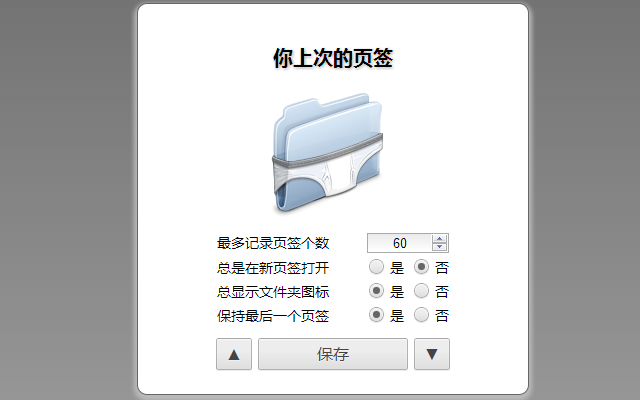 你上次的页签
最多记录页签个数 60
总是在新页签打开 是 否
总显示文件夹图标 是 否
保持最后一个页签 是 否
▲ 保存 ▼